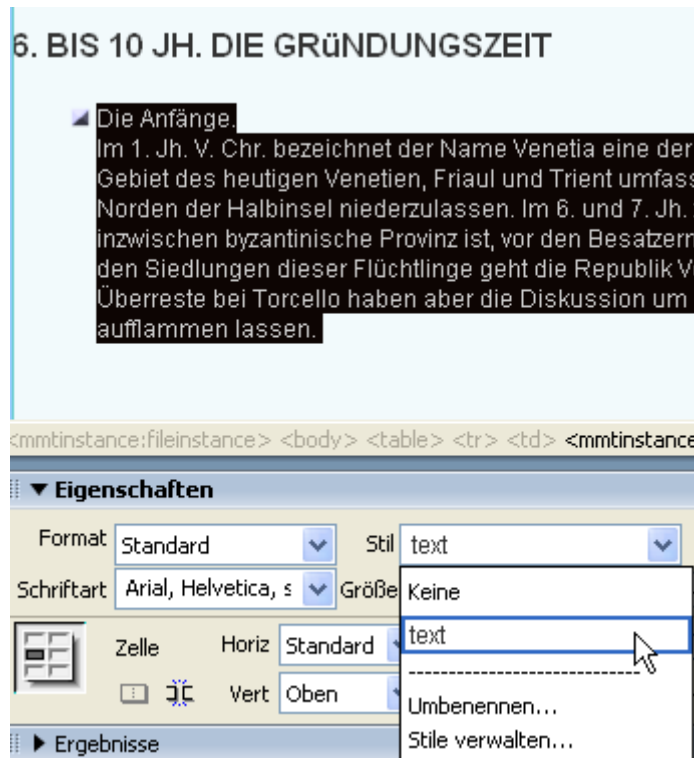 6. BIS 10 JH. DIE GRüNDUNGSZEIT
Die Anfänge.
Im 1. Jh. V. Chr. bezeichnet der Name Venetia eine der
Gebiet des heutigen Venetien, Friaul und Trient umfass
Norden der Halbinsel niederzulassen. Im 6. und 7. Jh.
inzwischen byzantinische Provinz ist, vor den Besatzern
den Siedlungen dieser Flüchtlinge geht die Republik V
Überreste bei Torcello haben aber die Diskussion um
aufflammen lassen.
<mmtinstance:fileinstance> <body> <table> <tr> <td> <mmtinstance
Eigenschaften
Format Standard Stil text
Schriftart Arial, Helvetica, s Größe Keine
Zelle Horiz Standard text
-----------------------------
Vert Oben Umbenennen...
Ergebnisse Stile verwalten...